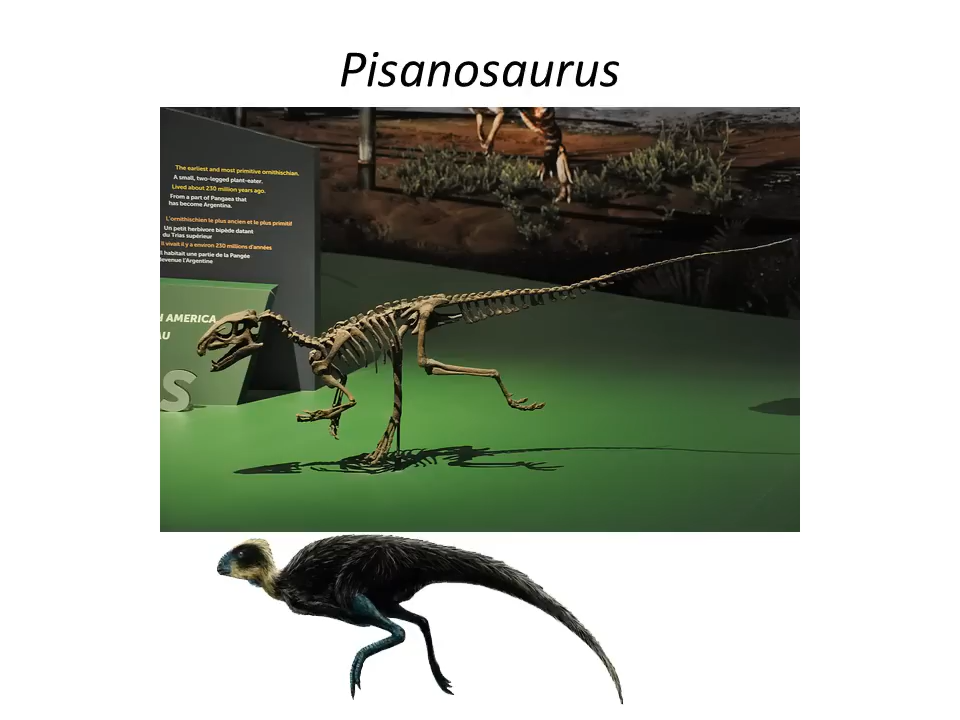 Pisanosaurus
The earliest and most primitive ornithischian.
A small, two-legged plant-eater.
Lived about 230 million years ago.
From a part of Pangaea that
has become Argentina.
L'ornithischien le plus ancien et le plus primitif
Un petit herbivore bipède datant
du Trias supérieur
Il vivait il y a environ 230 millions d'années
Il habitait une partie de la Pangée
devenue l'Argentine
H AMERICA
AU
S